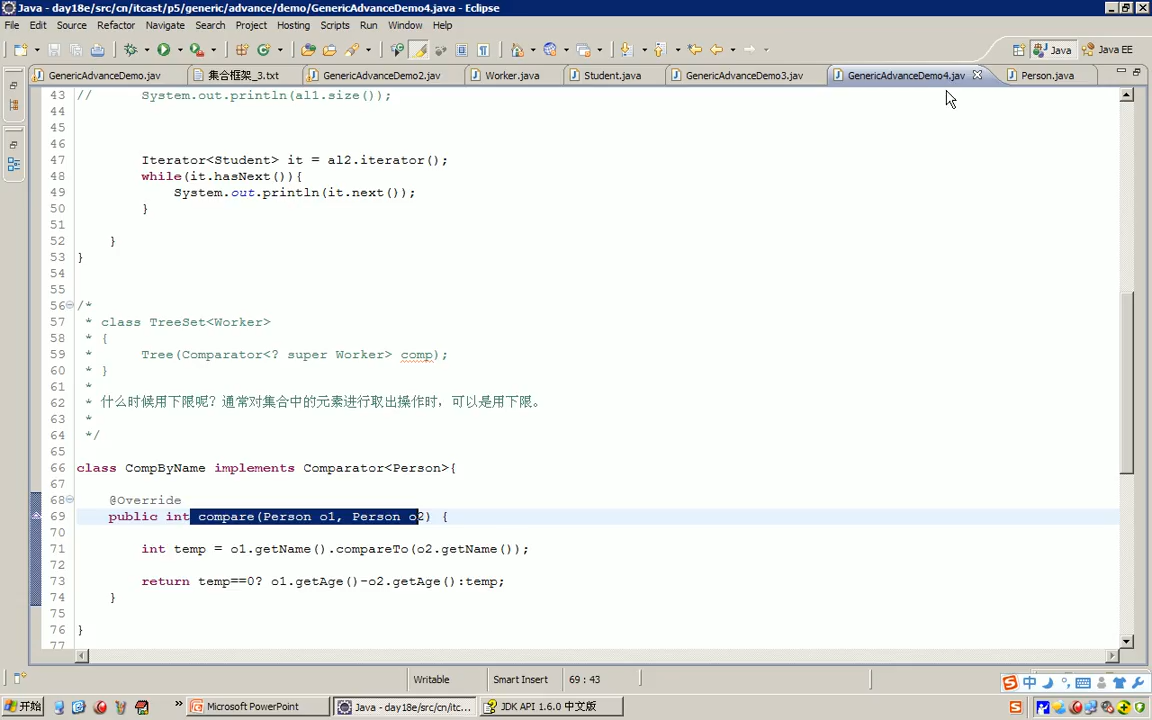 Java - day18e/src/cn/itcast/p5/generic/advance/demo/GenericAdvanceDemo4.java - Eclipse
File Edit Source Refactor Navigate Search Project Hosting Scripts Run Window Help
Java Java EE
GenericAdvanceDemo.jav 集合框架_3.txt GenericAdvanceDemo2.jav Worker.java Student.java GenericAdvanceDemo3.jav GenericAdvanceDemo4.jav Person.java
43 // System.out.println(al1.size());
44
45
46
47 Iterator<Student> it = al2.iterator();
48 while(it.hasNext()){
49 System.out.println(it.next());
50 }
51
52 }
53 }
54
55
56 /*
57 * class TreeSet<Worker>
58 * {
59 * Tree(Comparator<? super Worker> comp);
60 * }
61 *
62 * 什么时候用下限呢？通常对集合中的元素进行取出操作时，可以是用下限。
63 *
64 */
65
66 class CompByName implements Comparator<Person>{
67
68 @Override
69 public int compare(Person o1, Person o2) {
70
71 int temp = o1.getName().compareTo(o2.getName());
72
73 return temp==0? o1.getAge()-o2.getAge():temp;
74 }
75
76 }
77
Writable Smart Insert 69 : 43
中
开始 Microsoft PowerPoint Java - day18e/src/cn/itc... JDK API 1.6.0 中文版